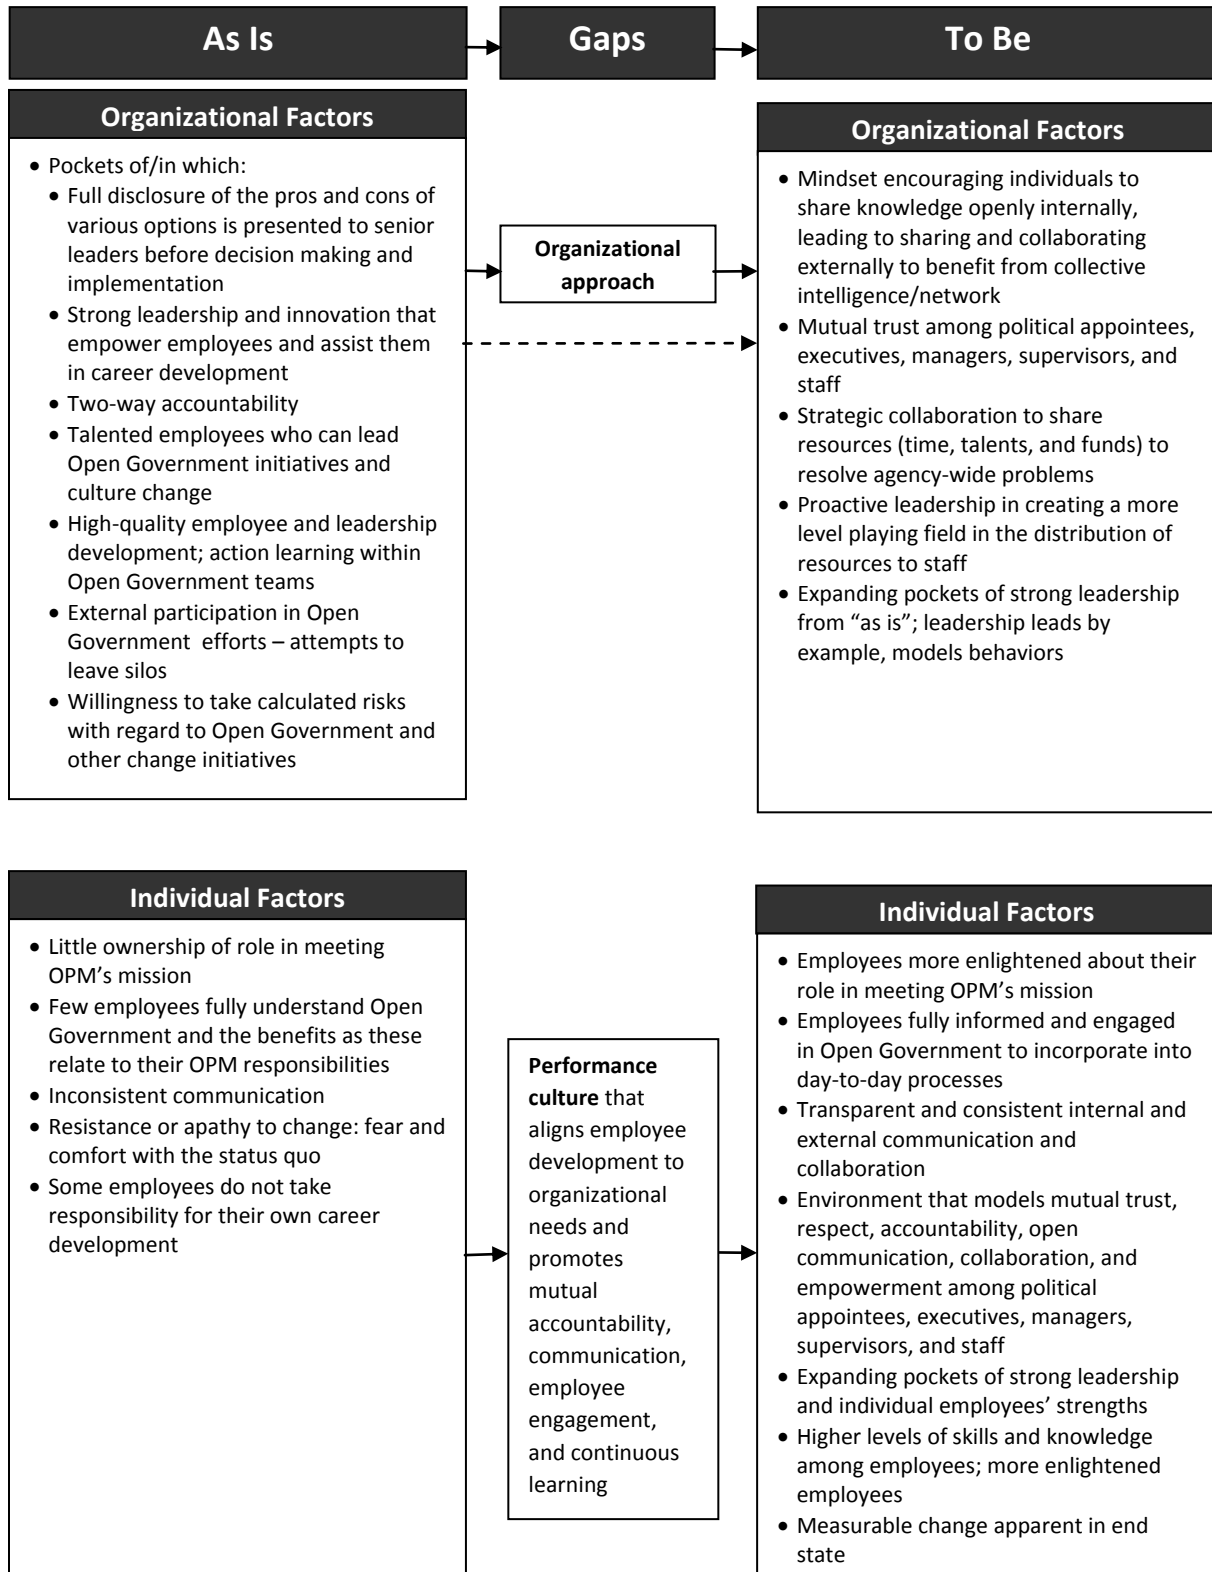 As Is
Gaps
To Be
Organizational Factors
• Pockets of/in which:
• Full disclosure of the pros and cons of
various options is presented to senior
leaders before decision making and
implementation
• Strong leadership and innovation that
empower employees and assist them
in career development
• Two-way accountability
• Talented employees who can lead
Open Government initiatives and
culture change
• High-quality employee and leadership
development; action learning within
Open Government teams
• External participation in Open
Government efforts – attempts to
leave silos
• Willingness to take calculated risks
with regard to Open Government and
other change initiatives
Organizational
approach
Organizational Factors
• Mindset encouraging individuals to
share knowledge openly internally,
leading to sharing and collaborating
externally to benefit from collective
intelligence/network
• Mutual trust among political appointees,
executives, managers, supervisors, and
staff
• Strategic collaboration to share
resources (time, talents, and funds) to
resolve agency-wide problems
• Proactive leadership in creating a more
level playing field in the distribution of
resources to staff
• Expanding pockets of strong leadership
from “as is”; leadership leads by
example, models behaviors
Individual Factors
• Little ownership of role in meeting
OPM’s mission
• Few employees fully understand Open
Government and the benefits as these
relate to their OPM responsibilities
• Inconsistent communication
• Resistance or apathy to change: fear and
comfort with the status quo
• Some employees do not take
responsibility for their own career
development
Performance
culture that
aligns employee
development to
organizational
needs and
promotes
mutual
accountability,
communication,
employee
engagement,
and continuous
learning
Individual Factors
• Employees more enlightened about their
role in meeting OPM’s mission
• Employees fully informed and engaged
in Open Government to incorporate into
day-to-day processes
• Transparent and consistent internal and
external communication and
collaboration
• Environment that models mutual trust,
respect, accountability, open
communication, collaboration, and
empowerment among political
appointees, executives, managers,
supervisors, and staff
• Expanding pockets of strong leadership
and individual employees’ strengths
• Higher levels of skills and knowledge
among employees; more enlightened
employees
• Measurable change apparent in end
state